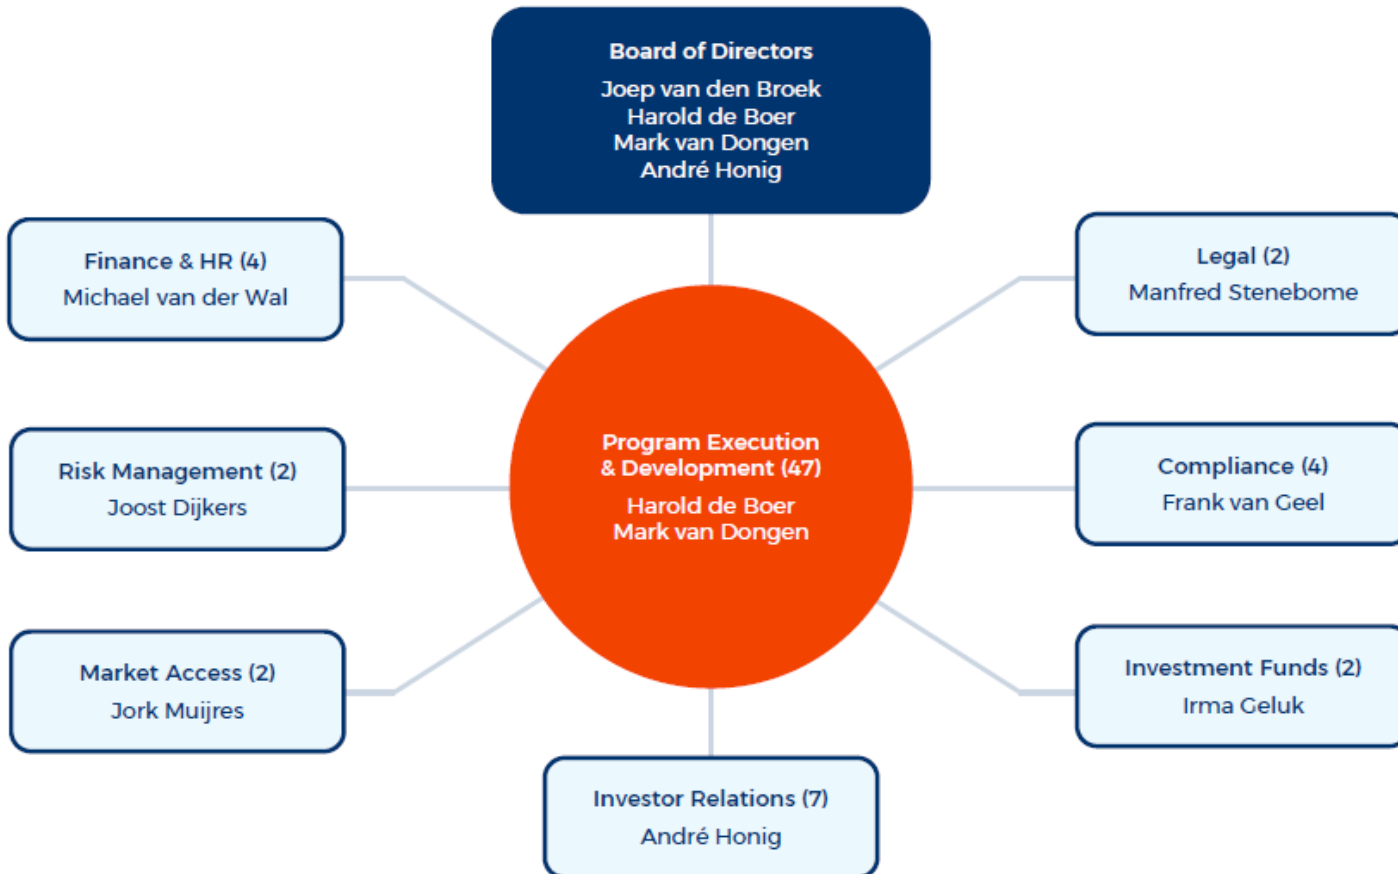 Board of Directors
Joep van den Broek
Harold de Boer
Mark van Dongen
André Honig
Finance & HR (4)
Michael van der Wal
Legal (2)
Manfred Stenebome
Program Execution
& Development (47)
Harold de Boer
Mark van Dongen
Risk Management (2)
Joost Dijkers
Compliance (4)
Frank van Geel
Market Access (2)
Jork Muijres
Investment Funds (2)
Irma Geluk
Investor Relations (7)
André Honig